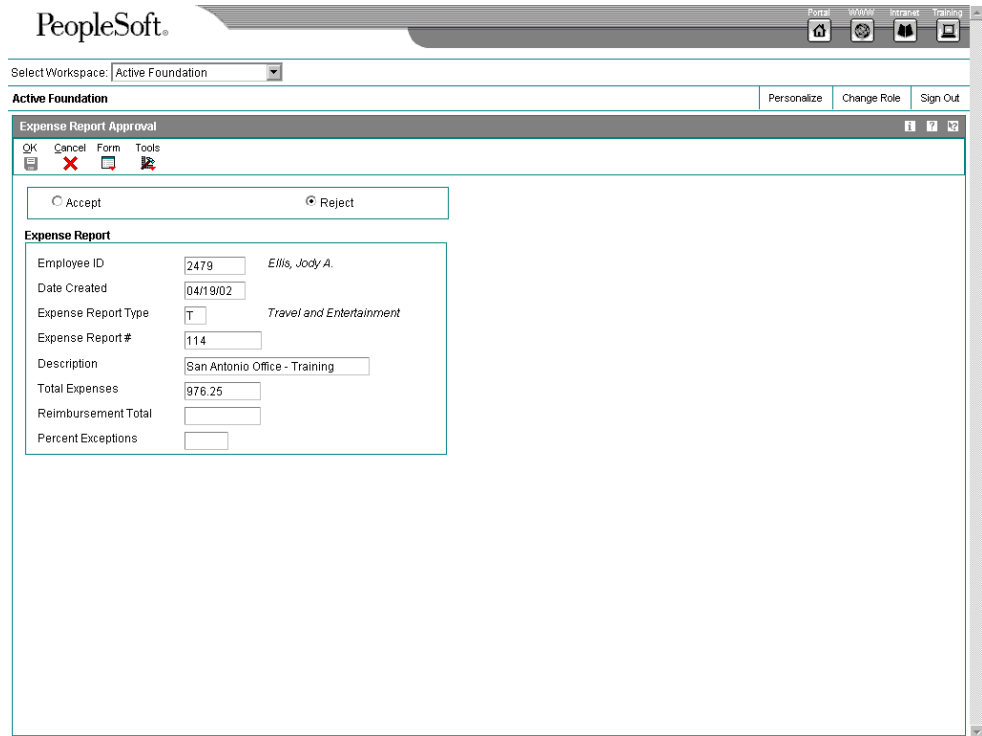 Portal WWW Intranet Training
PeopleSoft.
Select Workspace: Active Foundation
Active Foundation Personalize Change Role Sign Out
Expense Report Approval i ? ?
OK Cancel Form Tools
Accept Reject
Expense Report
Employee ID 2479 Ellis, Jody A.
Date Created 04/19/02
Expense Report Type T Travel and Entertainment
Expense Report # 114
Description San Antonio Office - Training
Total Expenses 976.25
Reimbursement Total
Percent Exceptions